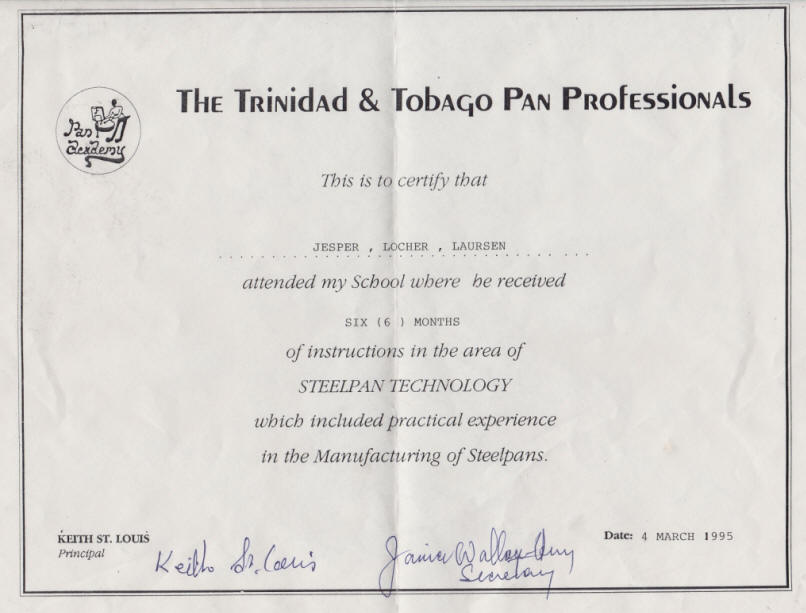 THE TRINIDAD & TOBAGO PAN PROFESSIONALS
Pan
academy
This is to certify that
JESPER , LOCHER , LAURSEN
attended my School where he received
SIX (6 ) MONTHS
of instructions in the area of
STEELPAN TECHNOLOGY
which included practical experience
in the Manufacturing of Steelpans.
KEITH ST. LOUIS
Principal
Keith St. Louis
Secretary
Date: 4 MARCH 1995